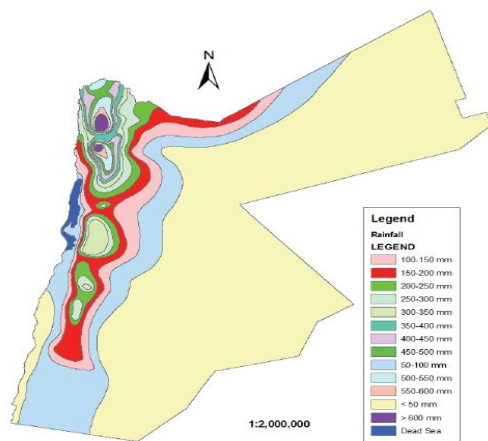 N
Legend
Rainfall
LEGEND
100-150 mm
150-200 mm
200-250 mm
250-300 mm
300-350 mm
350-400 mm
400-450 mm
450-500 mm
50-100 mm
500-550 mm
550-600 mm
< 50 mm
> 600 mm
Dead Sea
1:2,000,000